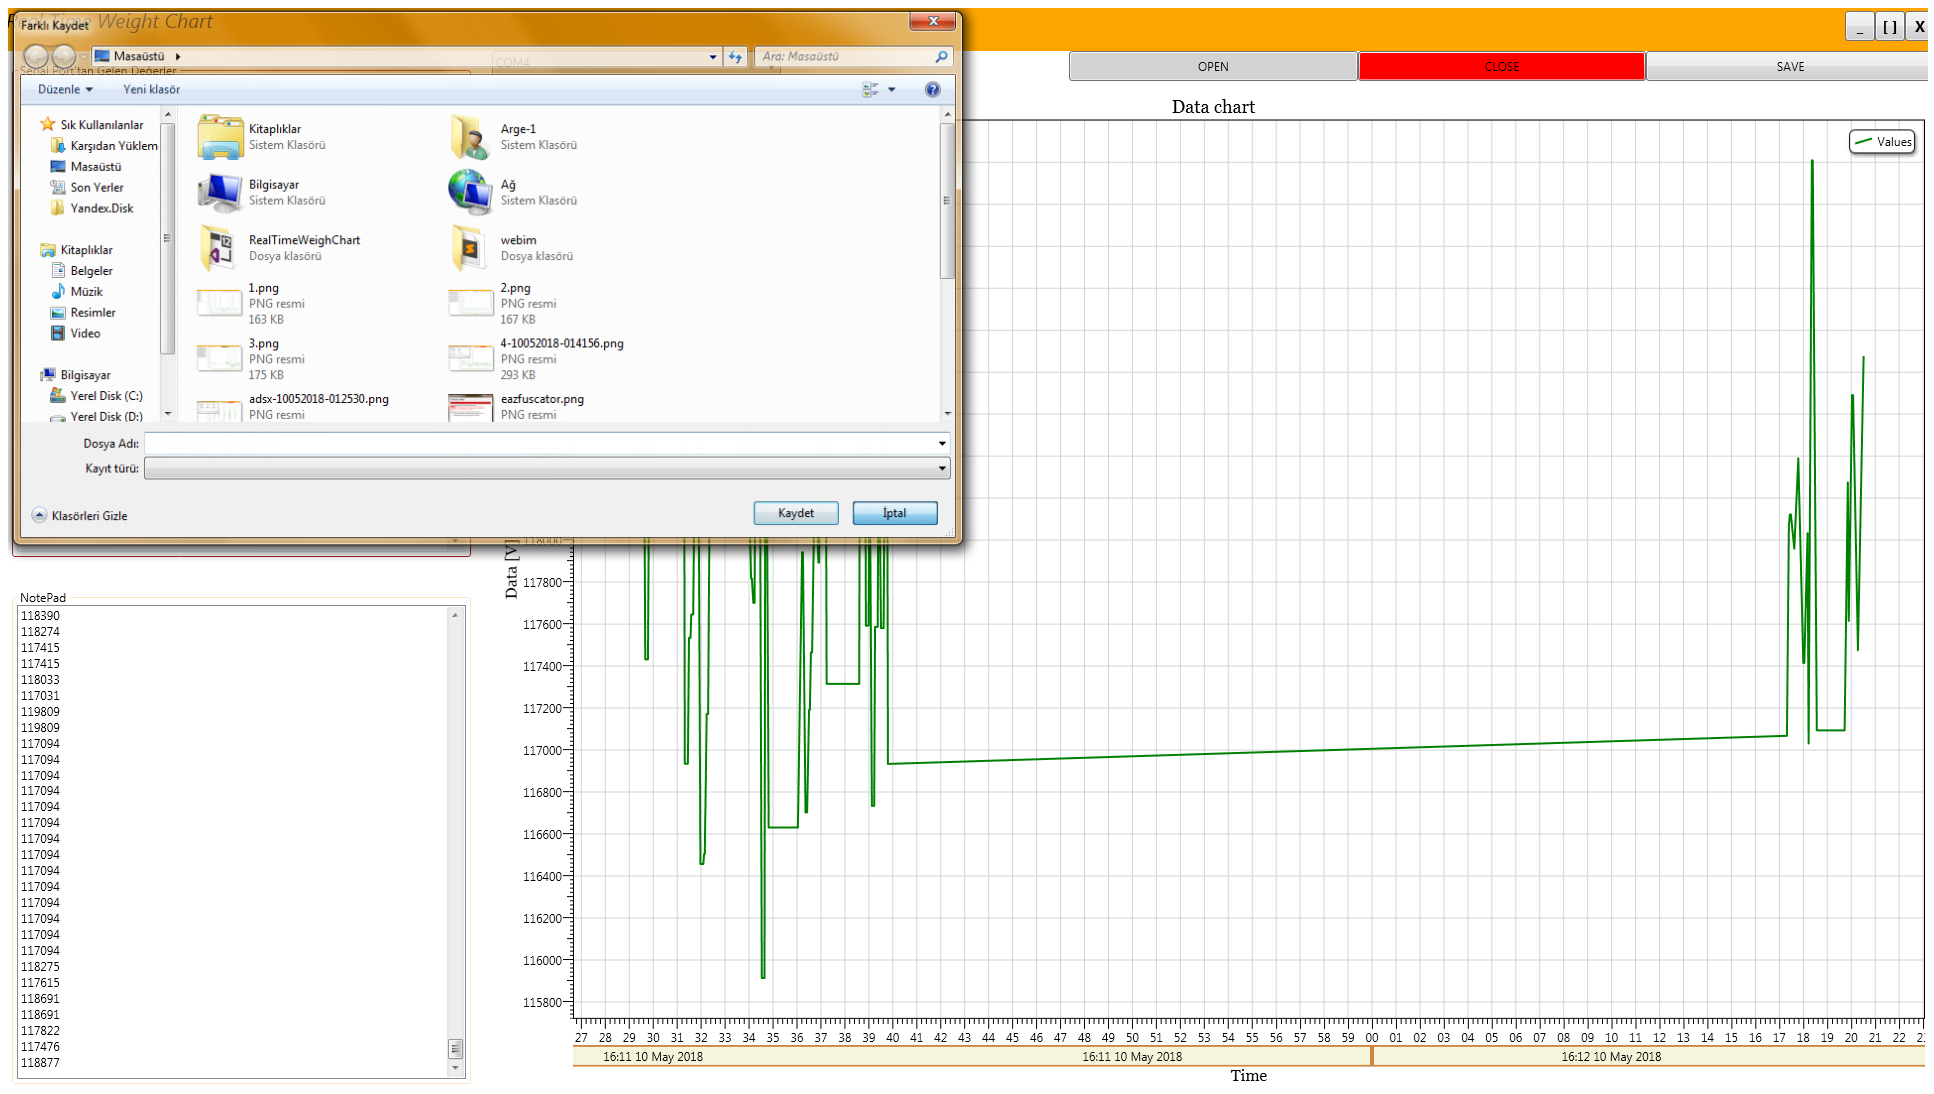 Real Time Weight Chart
Farklı Kaydet
_ [ ] X
Masaüstü
Ara: Masaüstü
COM4
Serial Port'tan Gelen Değerler
OPEN CLOSE SAVE
Düzenle Yeni klasör
Sık Kullanılanlar
Karşıdan Yüklem
Masaüstü
Son Yerler
Yandex.Disk
Kitaplıklar
Belgeler
Müzik
Resimler
Video
Bilgisayar
Yerel Disk (C:)
Yerel Disk (D:)
Kitaplıklar
Sistem Klasörü
Arge-1
Sistem Klasörü
Bilgisayar
Sistem Klasörü
Ağ
Sistem Klasörü
RealTimeWeighChart
Dosya klasörü
webim
Dosya klasörü
1.png
PNG resmi
163 KB
2.png
PNG resmi
167 KB
3.png
PNG resmi
175 KB
4-10052018-014156.png
PNG resmi
293 KB
adsx-10052018-012530.png
PNG resmi
eazfuscator.png
PNG resmi
Dosya Adı:
Kayıt türü:
Klasörleri Gizle
Kaydet İptal
NotePad
118390
118274
117415
117415
118033
117031
119809
119809
117094
117094
117094
117094
117094
117094
117094
117094
117094
117094
117094
117094
117094
117094
118275
117615
118691
118691
117822
117476
118877
Data chart
Values
Data [V]
118000
117800
117600
117400
117200
117000
116800
116600
116400
116200
116000
115800
27 28 29 30 31 32 33 34 35 36 37 38 39 40 41 42 43 44 45 46 47 48 49 50 51 52 53 54 55 56 57 58 59 00 01 02 03 04 05 06 07 08 09 10 11 12 13 14 15 16 17 18 19 20 21 22
16:11 10 May 2018 16:11 10 May 2018 16:12 10 May 2018
Time